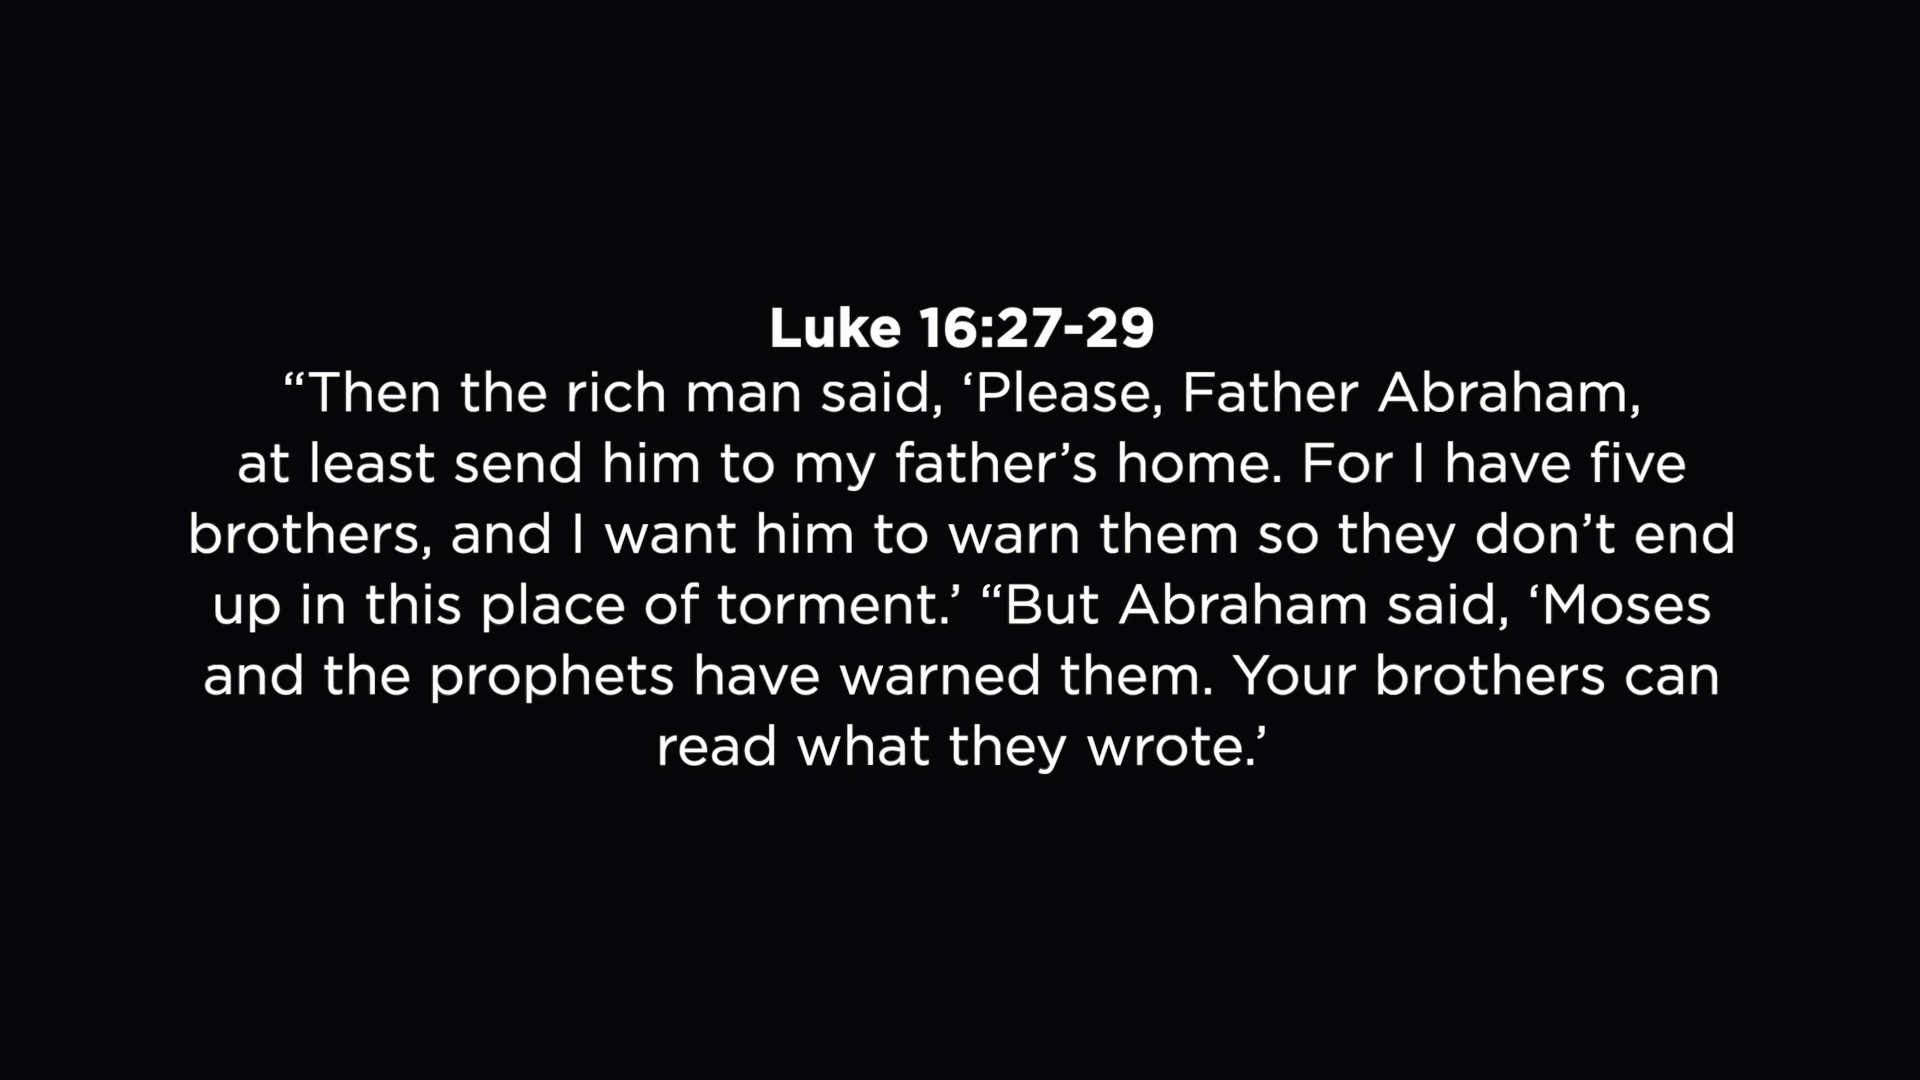 Luke 16:27-29
“Then the rich man said, ‘Please, Father Abraham,
at least send him to my father’s home. For I have five
brothers, and I want him to warn them so they don’t end
up in this place of torment.’ “But Abraham said, ‘Moses
and the prophets have warned them. Your brothers can
read what they wrote.’